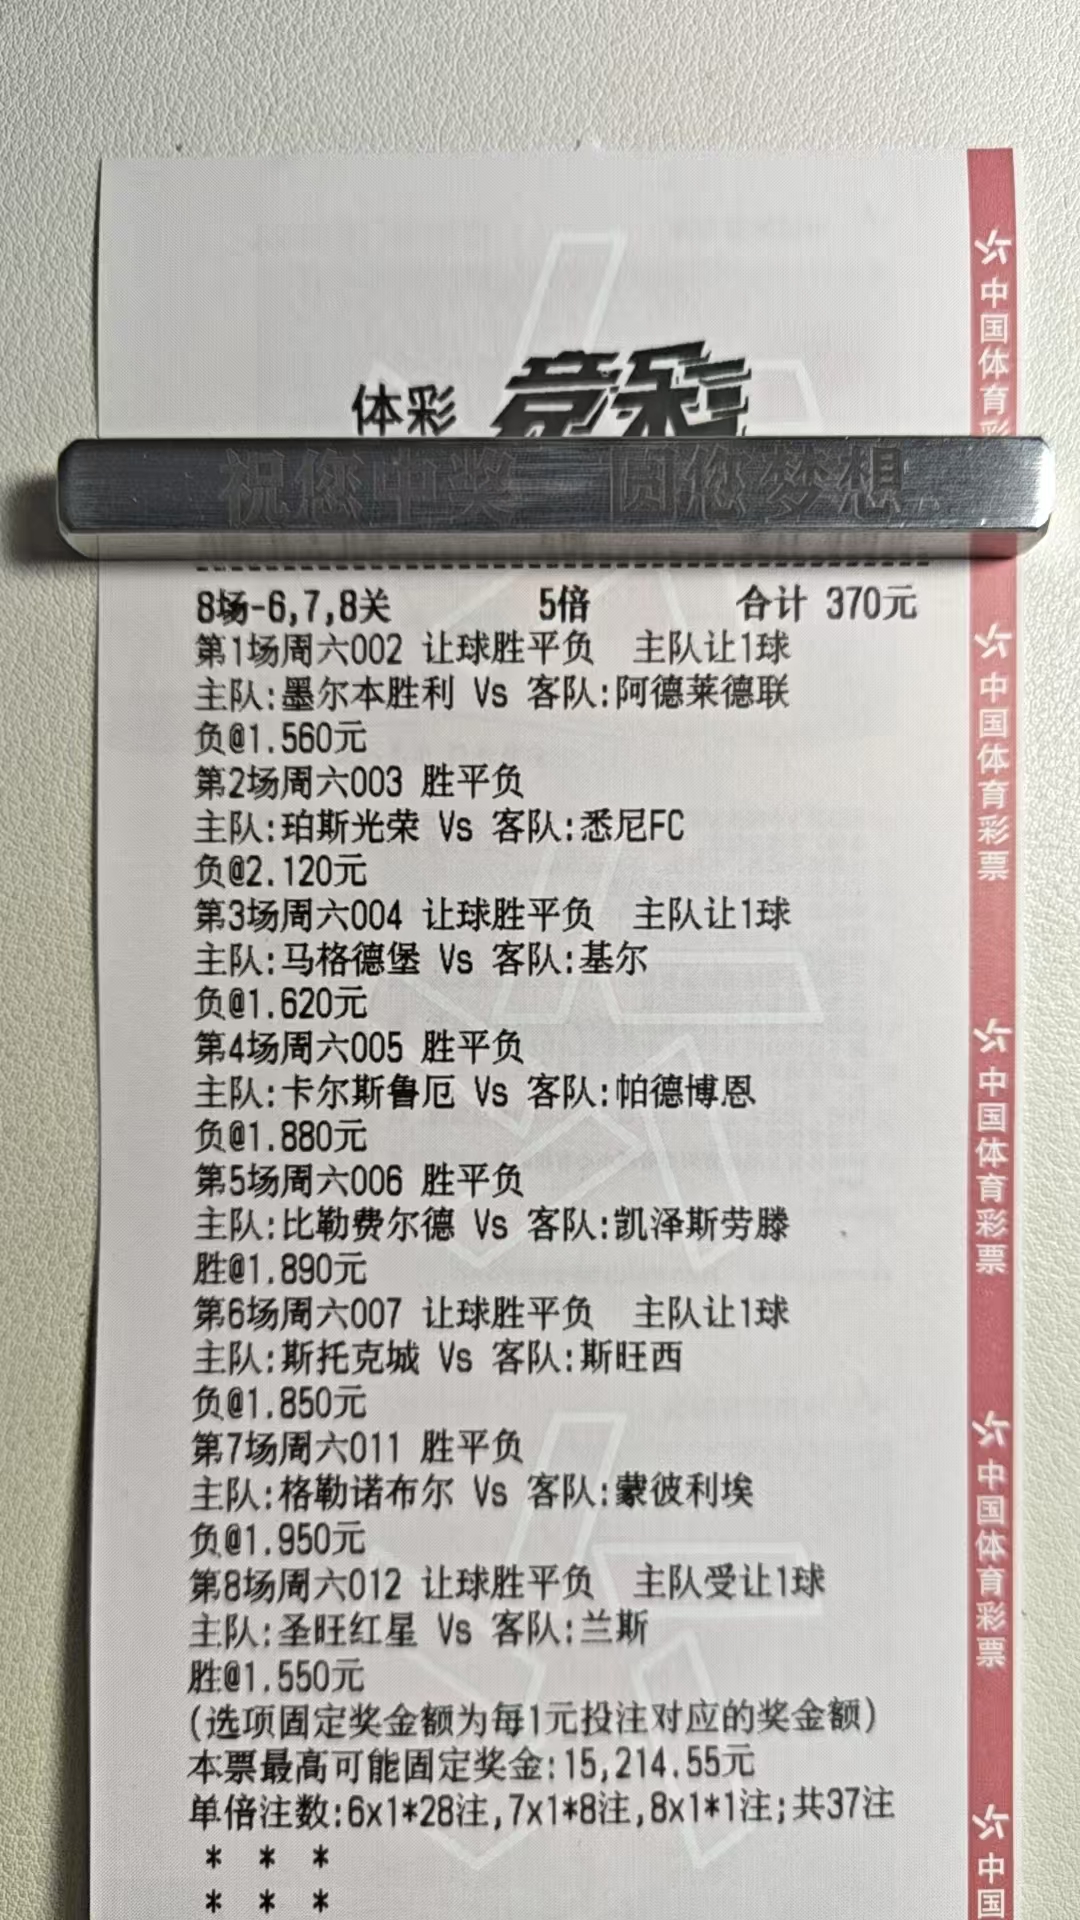 体彩 竞彩
祝您中奖 圆您梦想
8场-6,7,8关 5倍 合计 370元
第1场周六002 让球胜平负 主队让1球
主队:墨尔本胜利 Vs 客队:阿德莱德联
负@1.560元
第2场周六003 胜平负
主队:珀斯光荣 Vs 客队:悉尼FC
负@2.120元
第3场周六004 让球胜平负 主队让1球
主队:马格德堡 Vs 客队:基尔
负@1.620元
第4场周六005 胜平负
主队:卡尔斯鲁厄 Vs 客队:帕德博恩
负@1.880元
第5场周六006 胜平负
主队:比勒费尔德 Vs 客队:凯泽斯劳滕
胜@1.890元
第6场周六007 让球胜平负 主队让1球
主队:斯托克城 Vs 客队:斯旺西
负@1.850元
第7场周六011 胜平负
主队:格勒诺布尔 Vs 客队:蒙彼利埃
负@1.950元
第8场周六012 让球胜平负 主队受让1球
主队:圣旺红星 Vs 客队:兰斯
胜@1.550元
(选项固定奖金额为每1元投注对应的奖金额)
本票最高可能固定奖金:15,214.55元
单倍注数:6x1*28注,7x1*8注,8x1*1注;共37注
* * *
* * *
中国体育彩
中国体育彩票
中国体育彩票
中国体育彩票
中国